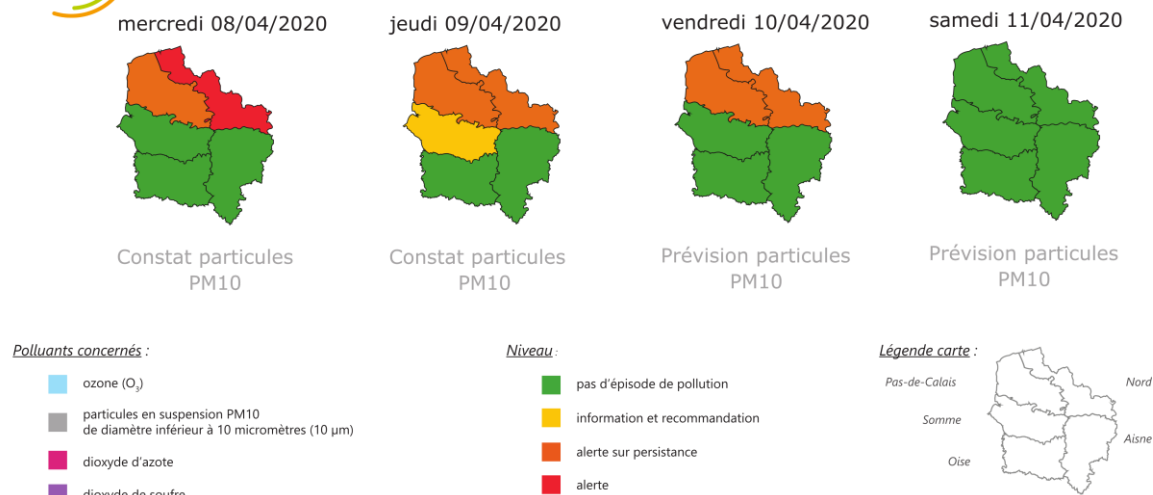 mercredi 08/04/2020
jeudi 09/04/2020
vendredi 10/04/2020
samedi 11/04/2020
Constat particules
PM10
Constat particules
PM10
Prévision particules
PM10
Prévision particules
PM10
Polluants concernés :
ozone (O₃)
particules en suspension PM10
de diamètre inférieur à 10 micromètres (10 µm)
dioxyde d'azote
dioxyde de soufre
Niveau :
pas d'épisode de pollution
information et recommandation
alerte sur persistance
alerte
Légende carte :
Pas-de-Calais
Nord
Somme
Aisne
Oise